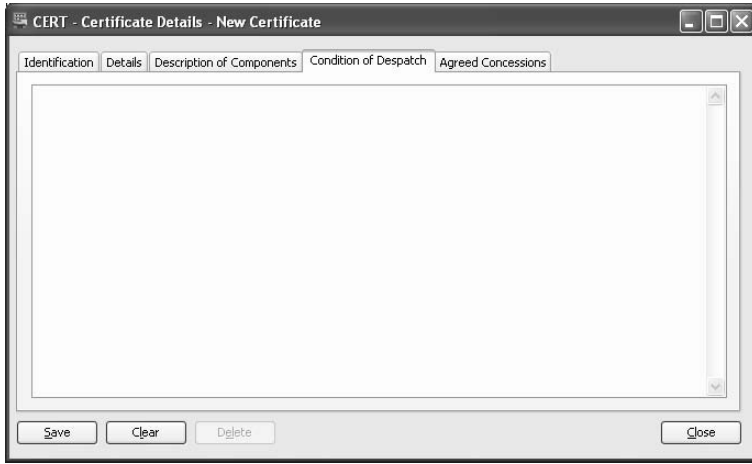 CERT - Certificate Details - New Certificate
Identification Details Description of Components Condition of Despatch Agreed Concessions
Save Clear Delete Close